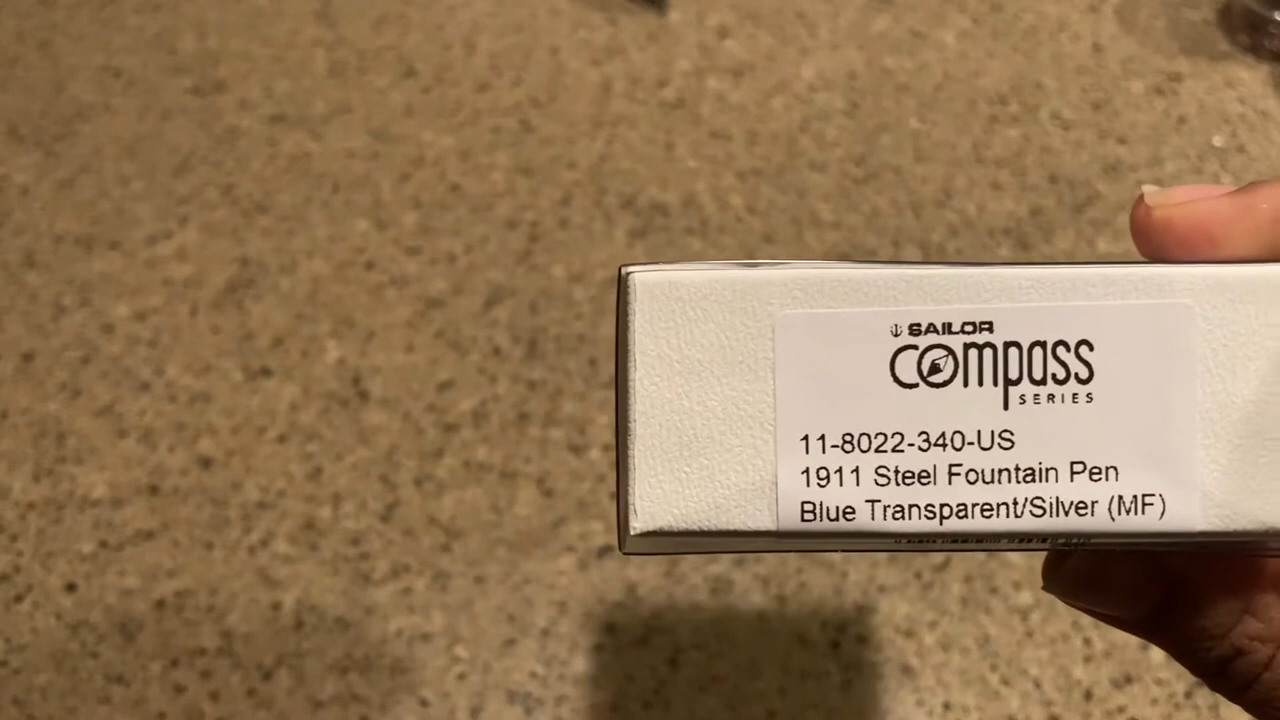 SAILOR
compass
SERIES
11-8022-340-US
1911 Steel Fountain Pen
Blue Transparent/Silver (MF)